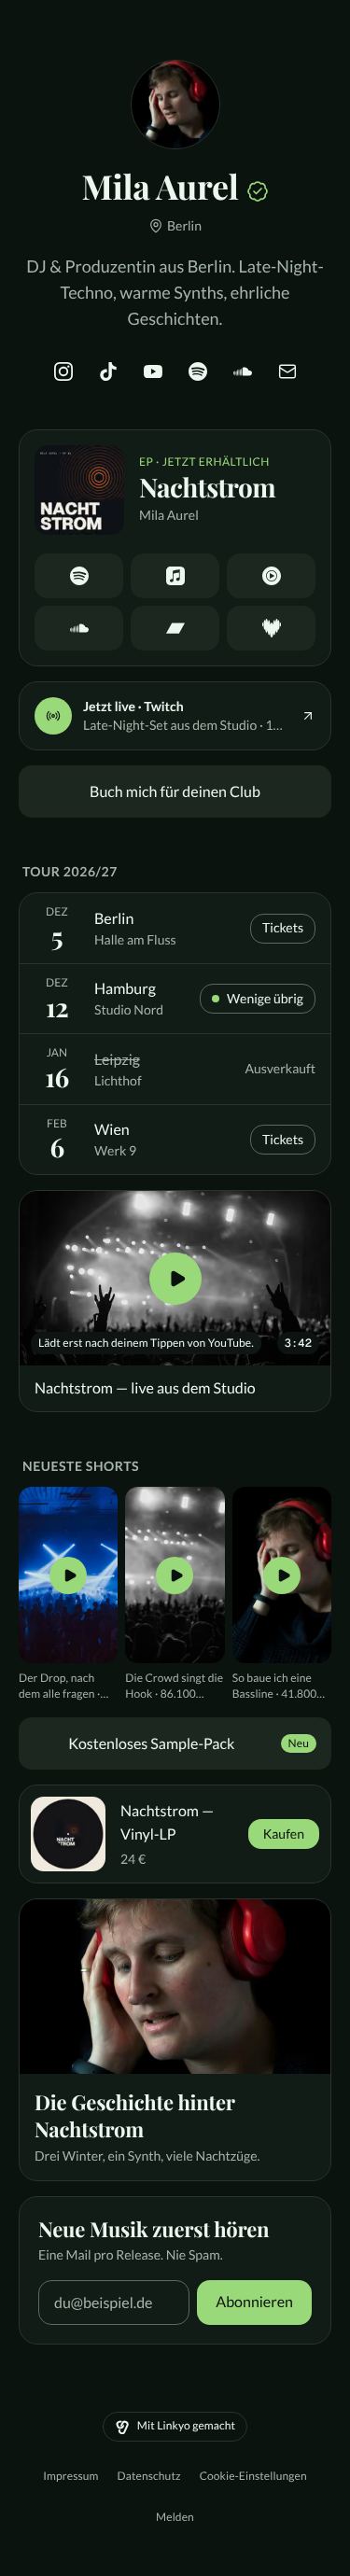 Mila Aurel
Berlin
DJ & Produzentin aus Berlin. Late-Night-
Techno, warme Synths, ehrliche
Geschichten.
NACHT
STROM
EP · JETZT ERHÄLTLICH
Nachtstrom
Mila Aurel
Jetzt live · Twitch
Late-Night-Set aus dem Studio · 1…
Buch mich für deinen Club
TOUR 2026/27
DEZ
5
Berlin
Halle am Fluss
Tickets
DEZ
12
Hamburg
Studio Nord
Wenige übrig
JAN
16
Leipzig
Lichthof
Ausverkauft
FEB
6
Wien
Werk 9
Tickets
Lädt erst nach deinem Tippen von YouTube.
3:42
Nachtstrom — live aus dem Studio
NEUESTE SHORTS
Der Drop, nach
dem alle fragen ·…
Die Crowd singt die
Hook · 86.100…
So baue ich eine
Bassline · 41.800…
Kostenloses Sample-Pack
Neu
NACHT
STROM
Nachtstrom —
Vinyl-LP
24 €
Kaufen
Die Geschichte hinter
Nachtstrom
Drei Winter, ein Synth, viele Nachtzüge.
Neue Musik zuerst hören
Eine Mail pro Release. Nie Spam.
du@beispiel.de
Abonnieren
Mit Linkyo gemacht
Impressum
Datenschutz
Cookie-Einstellungen
Melden